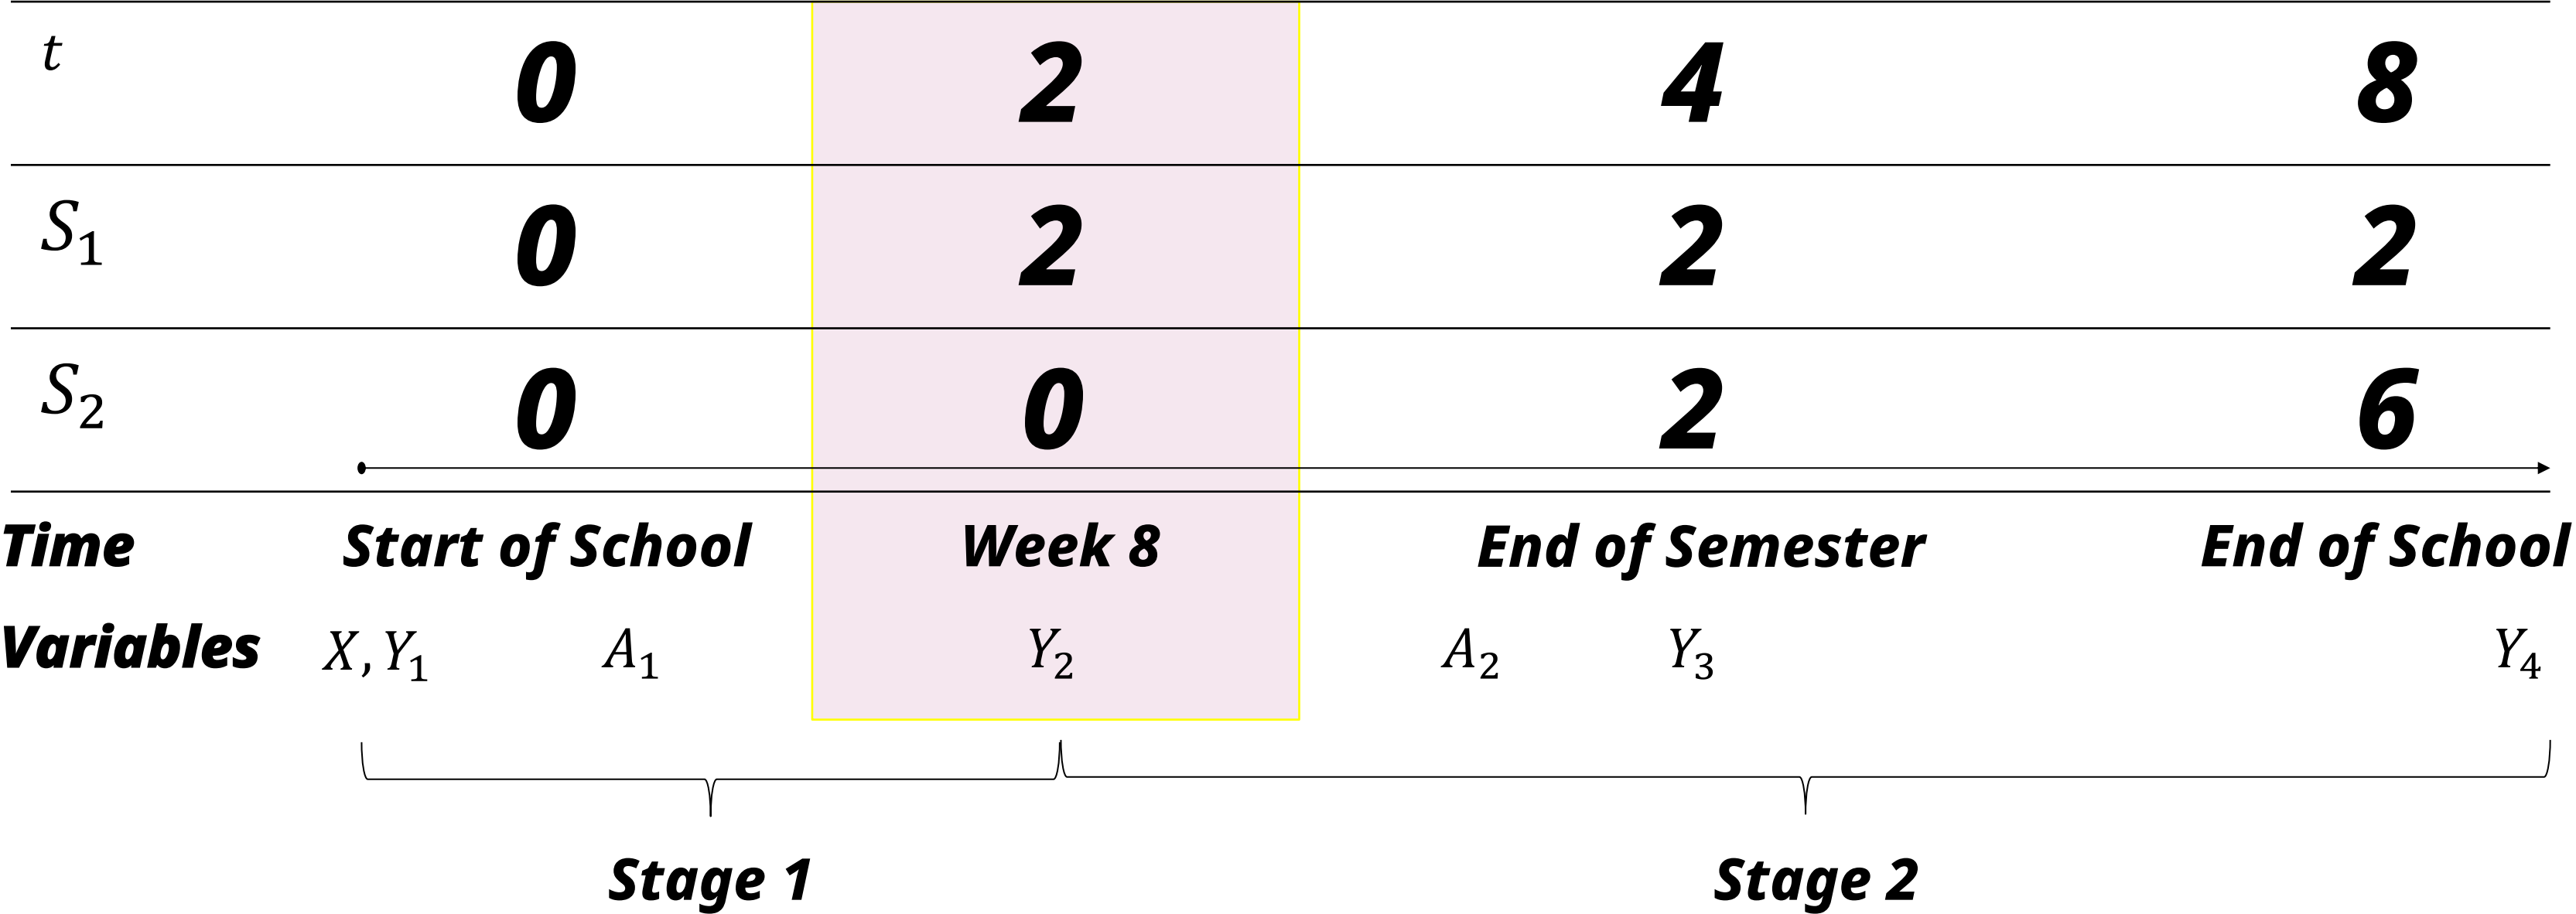 t 0 2 4 8
S₁ 0 2 2 2
S₂ 0 0 2 6
Time Start of School Week 8 End of Semester End of School
Variables X, Y₁ A₁ Y₂ A₂ Y₃ Y₄
Stage 1 Stage 2